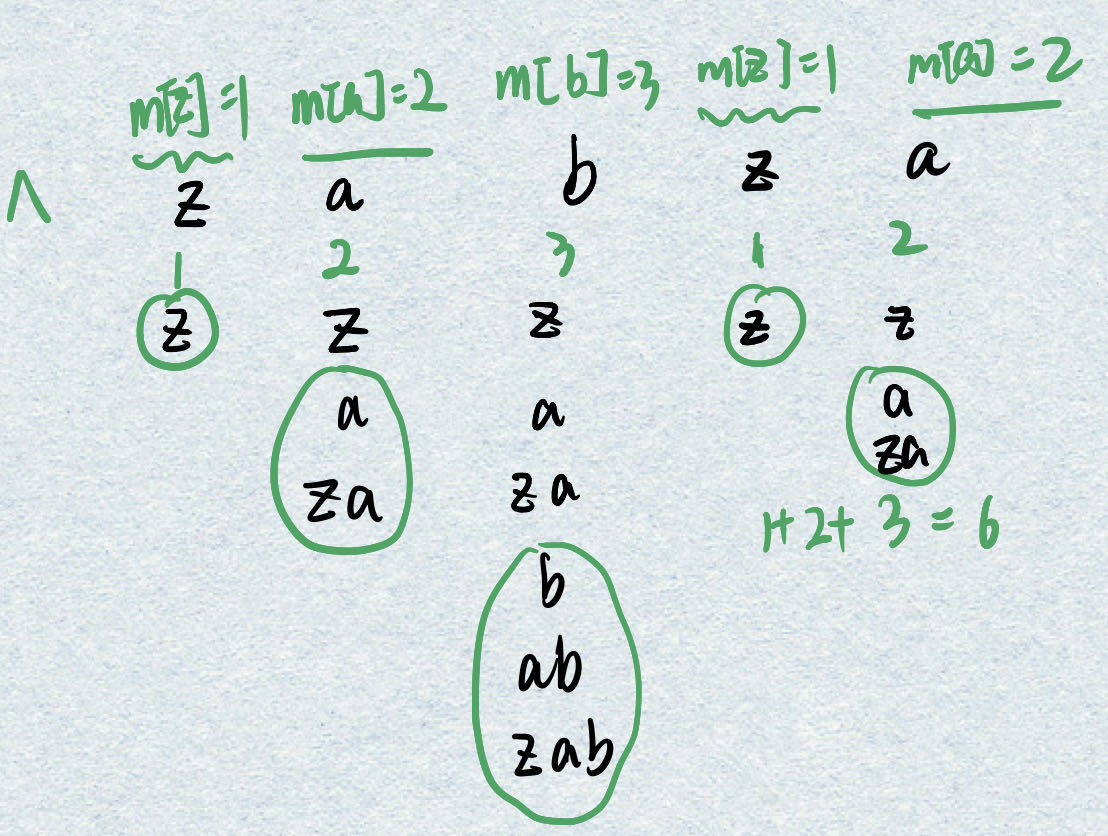 m[z]=1 m[a]=2 m[b]=3 m[z]=1 m[a]=2
z a b z a
1 2 3 1 2
z z z z z
a a a
za za za
1+2+3=6
b
ab
zab